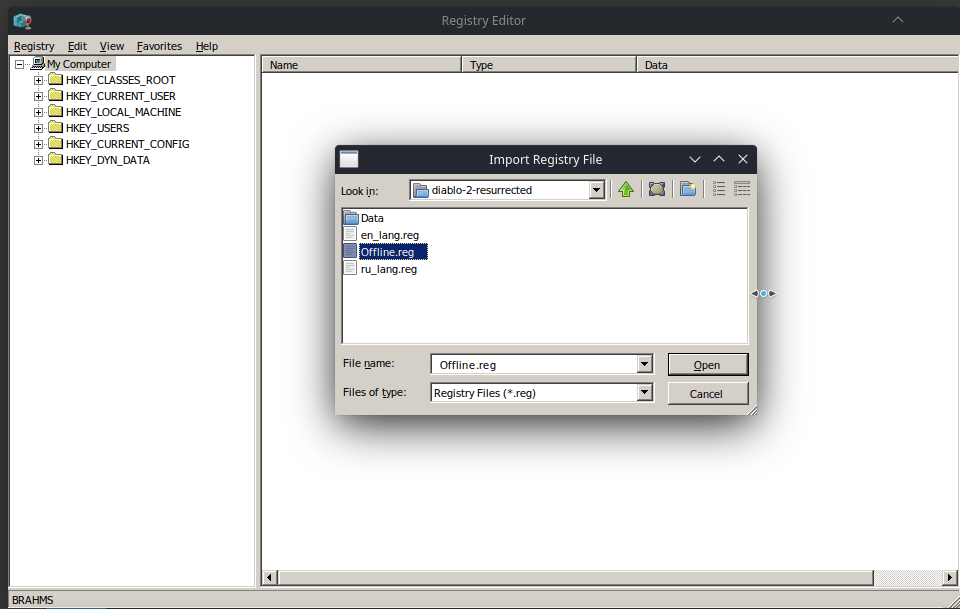 Registry Editor
Registry Edit View Favorites Help
My Computer
HKEY_CLASSES_ROOT
HKEY_CURRENT_USER
HKEY_LOCAL_MACHINE
HKEY_USERS
HKEY_CURRENT_CONFIG
HKEY_DYN_DATA
Name Type Data
Import Registry File
Look in: diablo-2-resurrected
Data
en_lang.reg
Offline.reg
ru_lang.reg
File name: Offline.reg Open
Files of type: Registry Files (*.reg) Cancel
BRAHMS